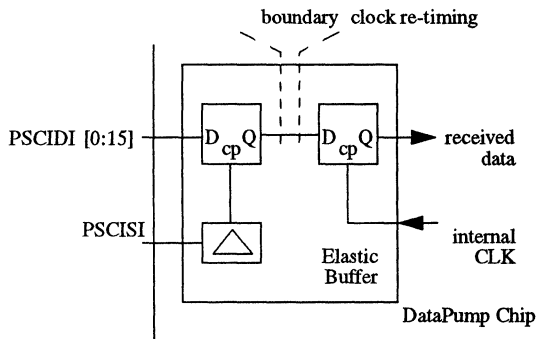 boundary clock re-timing
PSCIDI [0:15]
D Q
cp
D Q
cp
received
data
PSCISI
internal
CLK
Elastic
Buffer
DataPump Chip